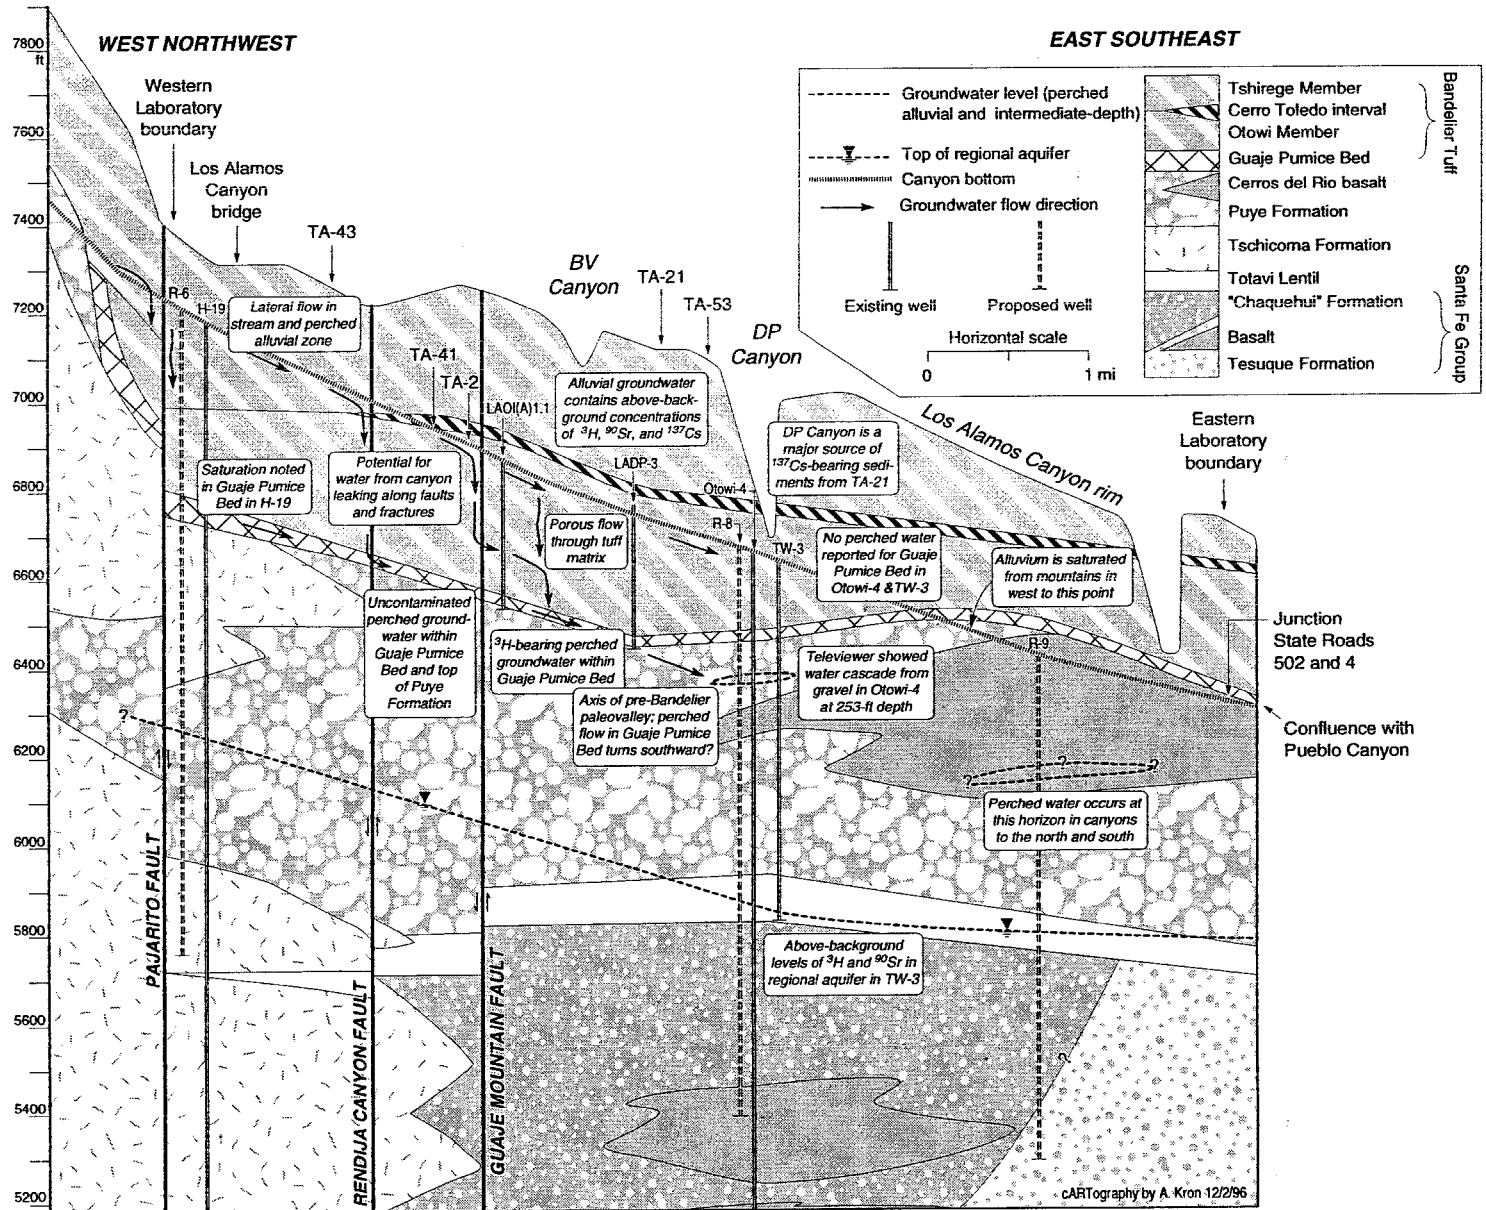 WEST NORTHWEST
EAST SOUTHEAST
7800
ft
7600
7400
7200
7000
6800
6600
6400
6200
6000
5800
5600
5400
5200
Western
Laboratory
boundary
Los Alamos
Canyon
bridge
TA-43
BV
Canyon
TA-21
TA-53
DP
Canyon
Groundwater level (perched
alluvial and intermediate-depth)
Top of regional aquifer
Canyon bottom
Groundwater flow direction
Existing well
Proposed well
Horizontal scale
0
1 mi
Tshirege Member
Cerro Toledo interval
Otowi Member
Guaje Pumice Bed
Cerros del Rio basalt
Puye Formation
Tschicoma Formation
Totavi Lentil
"Chaquehui" Formation
Basalt
Tesuque Formation
Bandelier Tuff
Santa Fe Group
R-6
H-19
Lateral flow in
stream and perched
alluvial zone
TA-41
TA-2
LAOI(A)1.1
Alluvial groundwater
contains above-back-
ground concentrations
of ³H, ⁹⁰Sr, and ¹³⁷Cs
LADP-3
Otowi-4
R-8
TW-3
DP Canyon is a
major source of
¹³⁷Cs-bearing sedi-
ments from TA-21
Los Alamos Canyon rim
Eastern
Laboratory
boundary
Saturation noted
in Guaje Pumice
Bed in H-19
Potential for
water from canyon
leaking along faults
and fractures
Porous flow
through tuff
matrix
No perched water
reported for Guaje
Pumice Bed in
Otowi-4 &TW-3
Alluvium is saturated
from mountains in
west to this point
Junction
State Roads
502 and 4
Uncontaminated
perched ground-
water within
Guaje Pumice
Bed and top
of Puye
Formation
³H-bearing perched
groundwater within
Guaje Pumice Bed
Axis of pre-Bandelier
paleovalley; perched
flow in Guaje Pumice
Bed turns southward?
Televiewer showed
water cascade from
gravel in Otowi-4
at 253-ft depth
R-9
Confluence with
Pueblo Canyon
?
?
?
?
Perched water occurs at
this horizon in canyons
to the north and south
PAJARITO FAULT
RENDIJA CANYON FAULT
GUAJE MOUNTAIN FAULT
Above-background
levels of ³H and ⁹⁰Sr in
regional aquifer in TW-3
?
cARTography by A. Kron 12/2/96